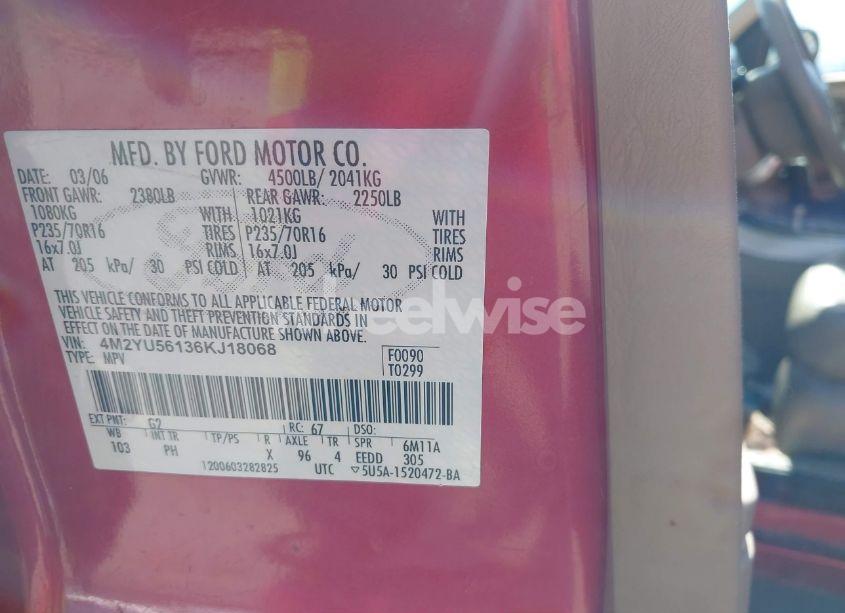 MFD. BY FORD MOTOR CO.
DATE: 03/06 GVWR: 4500LB/ 2041KG
FRONT GAWR: 2380LB REAR GAWR: 2250LB
1080KG WITH 1021KG WITH
P235/70R16 TIRES P235/70R16 TIRES
16x7.0J RIMS 16x7.0J RIMS
AT 205 kPa/ 30 PSI COLD AT 205 kPa/ 30 PSI COLD
THIS VEHICLE CONFORMS TO ALL APPLICABLE FEDERAL MOTOR
VEHICLE SAFETY AND THEFT PREVENTION STANDARDS IN
EFFECT ON THE DATE OF MANUFACTURE SHOWN ABOVE.
VIN: 4M2YU56136KJ18068
TYPE: MPV
F0090
T0299
EXT PNT: G2 RC: 67 DSO:
WB INT TR TP/PS R AXLE TR SPR 6M11A
103 PH X 96 4 EEDD 305
1200603282825 UTC ▽5U5A-1520472-BA